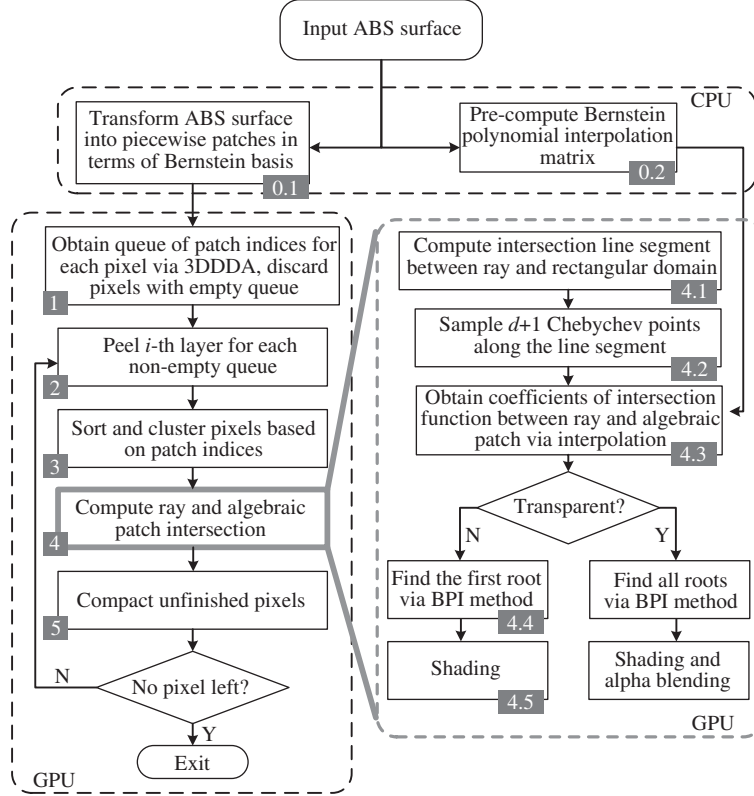 Input ABS surface
CPU
Transform ABS surface
into piecewise patches in
terms of Bernstein basis
0.1
Pre-compute Bernstein
polynomial interpolation
matrix
0.2
Obtain queue of patch indices for
each pixel via 3DDDA, discard
pixels with empty queue
1
Peel i-th layer for each
non-empty queue
2
Sort and cluster pixels based
on patch indices
3
Compute ray and algebraic
patch intersection
4
Compact unfinished pixels
5
No pixel left?
N
Y
Exit
GPU
Compute intersection line segment
between ray and rectangular domain
4.1
Sample d+1 Chebychev points
along the line segment
4.2
Obtain coefficients of intersection
function between ray and algebraic
patch via interpolation
4.3
Transparent?
N
Y
Find the first root
via BPI method
4.4
Find all roots
via BPI method
Shading
4.5
Shading and
alpha blending
GPU